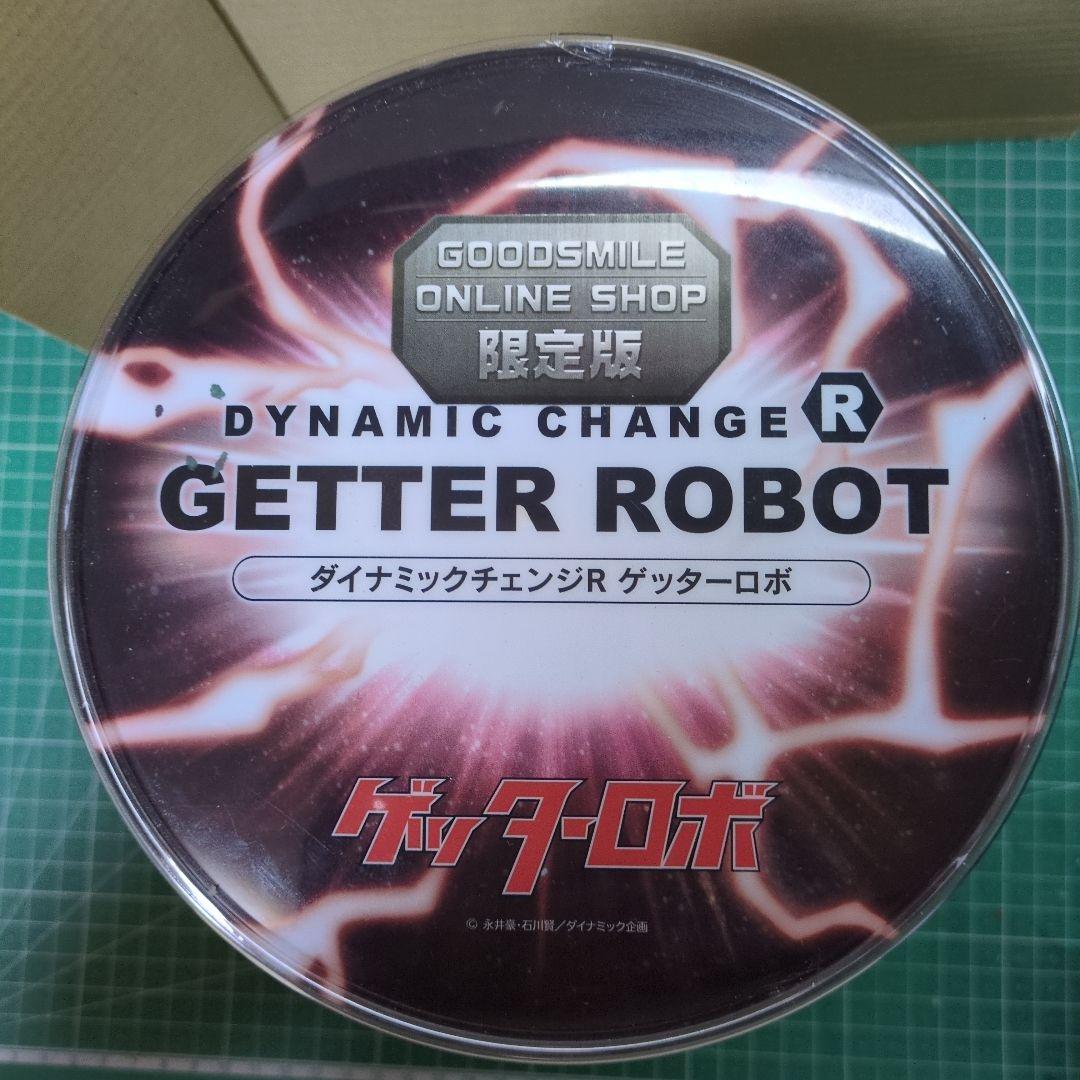 GOODSMILE
ONLINE SHOP
限定版
DYNAMIC CHANGE R
GETTER ROBOT
ダイナミックチェンジR ゲッターロボ
ゲッターロボ
© 永井豪・石川賢／ダイナミック企画